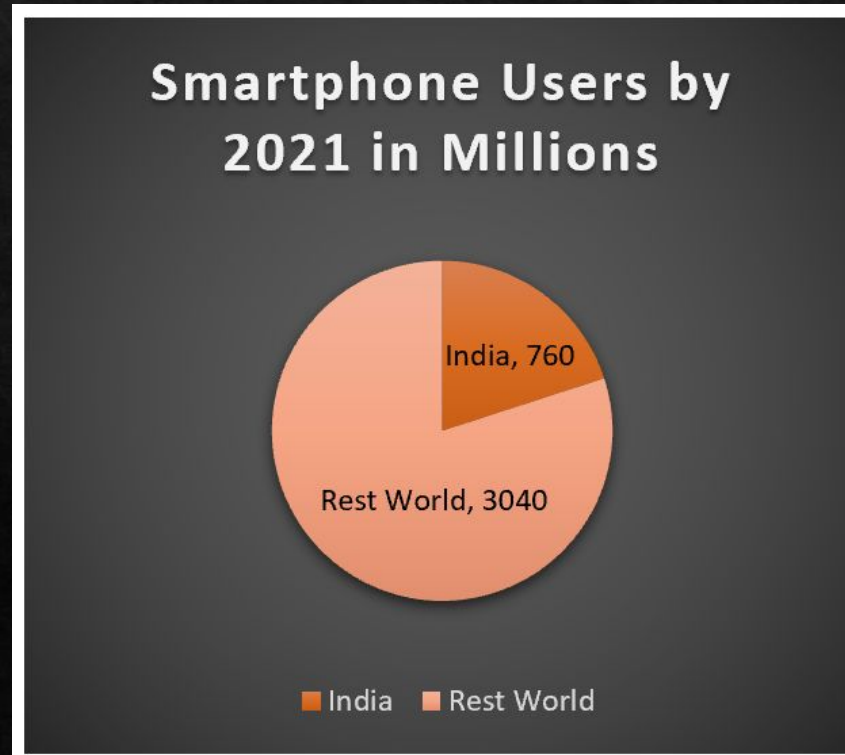 Smartphone Users by
2021 in Millions
India, 760
Rest World, 3040
India
Rest World